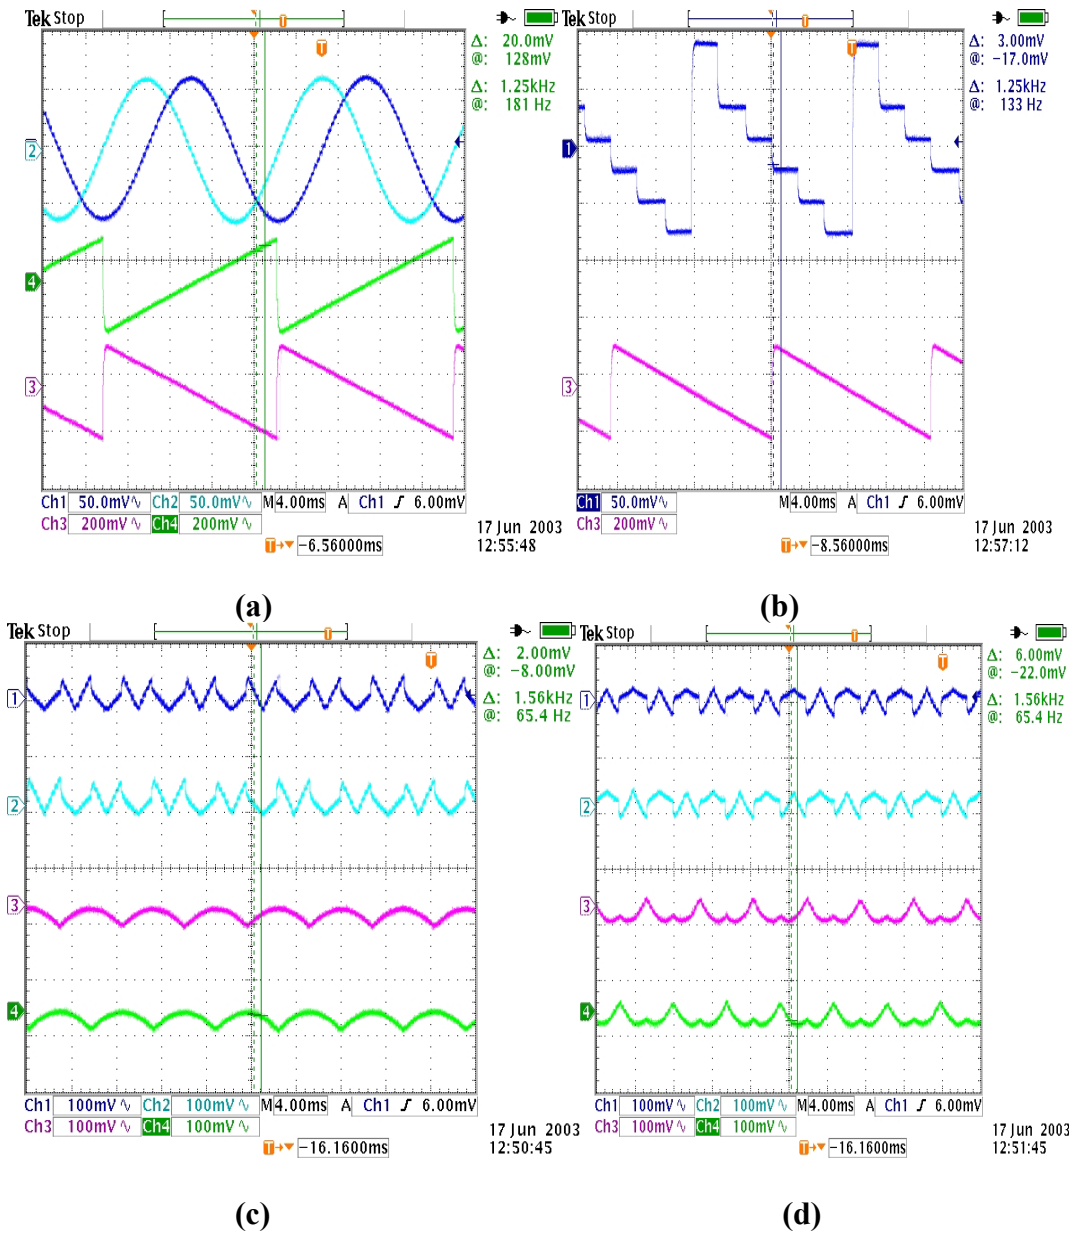 Tek Stop
Δ: 20.0mV
@: 128mV
Δ: 1.25kHz
@: 181 Hz
T
T
2
4
3
Ch1 50.0mV∿ Ch2 50.0mV∿ M 4.00ms A Ch1 ƒ 6.00mV
Ch3 200mV∿ Ch4 200mV∿
T→▼ -6.56000ms
17 Jun 2003
12:55:48
(a)
Tek Stop
Δ: 3.00mV
@: -17.0mV
Δ: 1.25kHz
@: 133 Hz
T
T
1
3
Ch1 50.0mV∿ M 4.00ms A Ch1 ƒ 6.00mV
Ch3 200mV∿
T→▼ -8.56000ms
17 Jun 2003
12:57:12
(b)
Tek Stop
Δ: 2.00mV
@: -8.00mV
Δ: 1.56kHz
@: 65.4 Hz
T
T
1
2
3
4
Ch1 100mV∿ Ch2 100mV∿ M 4.00ms A Ch1 ƒ 6.00mV
Ch3 100mV∿ Ch4 100mV∿
T→▼ -16.1600ms
17 Jun 2003
12:50:45
(c)
Tek Stop
Δ: 6.00mV
@: -22.0mV
Δ: 1.56kHz
@: 65.4 Hz
T
T
1
2
3
4
Ch1 100mV∿ Ch2 100mV∿ M 4.00ms A Ch1 ƒ 6.00mV
Ch3 100mV∿ Ch4 100mV∿
T→▼ -16.1600ms
17 Jun 2003
12:51:45
(d)